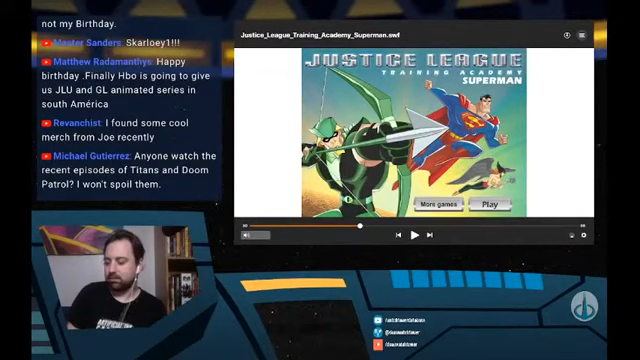 not my Birthday.
Master Sanders: Skarloey1!!!
Matthew Radamanthys: Happy
birthday .Finally Hbo is going to give
us JLU and GL animated series in
south América
Revanchist: I found some cool
merch from Joe recently
Michael Gutierrez: Anyone watch the
recent episodes of Titans and Doom
Patrol? I won't spoil them.
Justice_League_Training_Academy_Superman.swf
JUSTICE LEAGUE
TRAINING ACADEMY
SUPERMAN
More games
Play